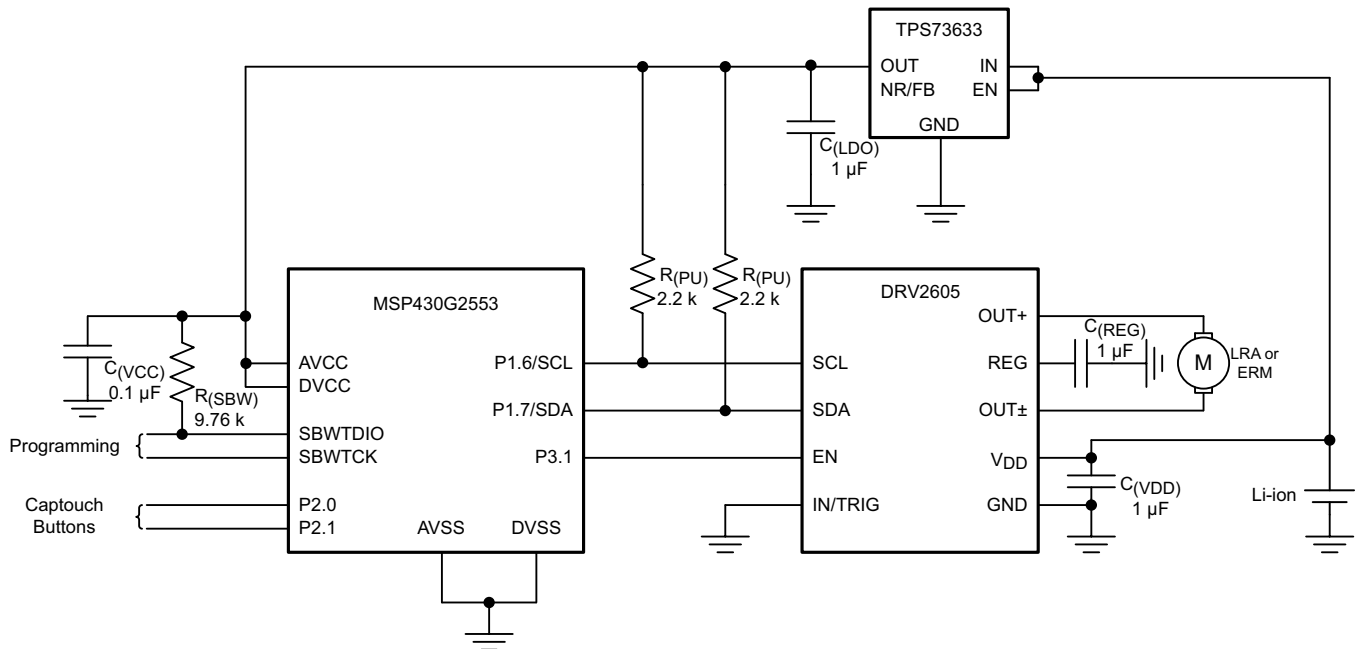 TPS73633
OUT
IN
NR/FB
EN
GND
C(LDO)
1 µF
R(PU)
2.2 k
R(PU)
2.2 k
MSP430G2553
AVCC
DVCC
P1.6/SCL
P1.7/SDA
SBWTDIO
SBWTCK
P3.1
P2.0
P2.1
AVSS
DVSS
C(VCC)
0.1 µF
R(SBW)
9.76 k
Programming
Captouch
Buttons
DRV2605
OUT+
SCL
REG
SDA
OUT±
EN
VDD
IN/TRIG
GND
C(REG)
1 µF
M
LRA or
ERM
C(VDD)
1 µF
Li-ion